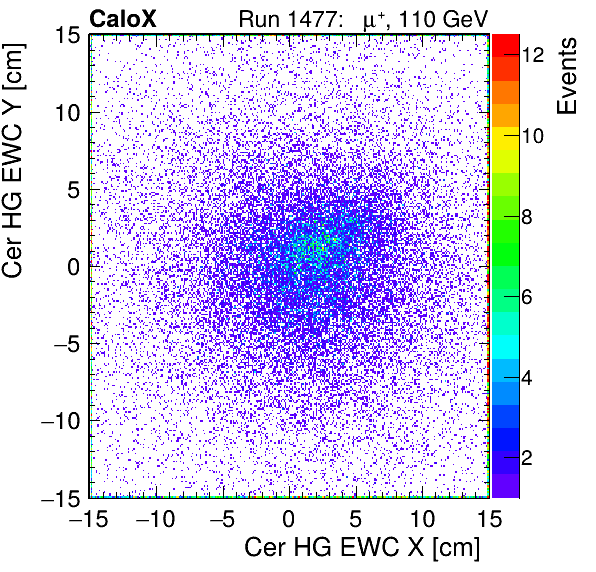 CaloX Run 1477: μ⁺, 110 GeV
Cer HG EWC Y [cm]
15
10
5
0
−5
−10
−15
−15 −10 −5 0 5 10 15
Cer HG EWC X [cm]
Events
12
10
8
6
4
2